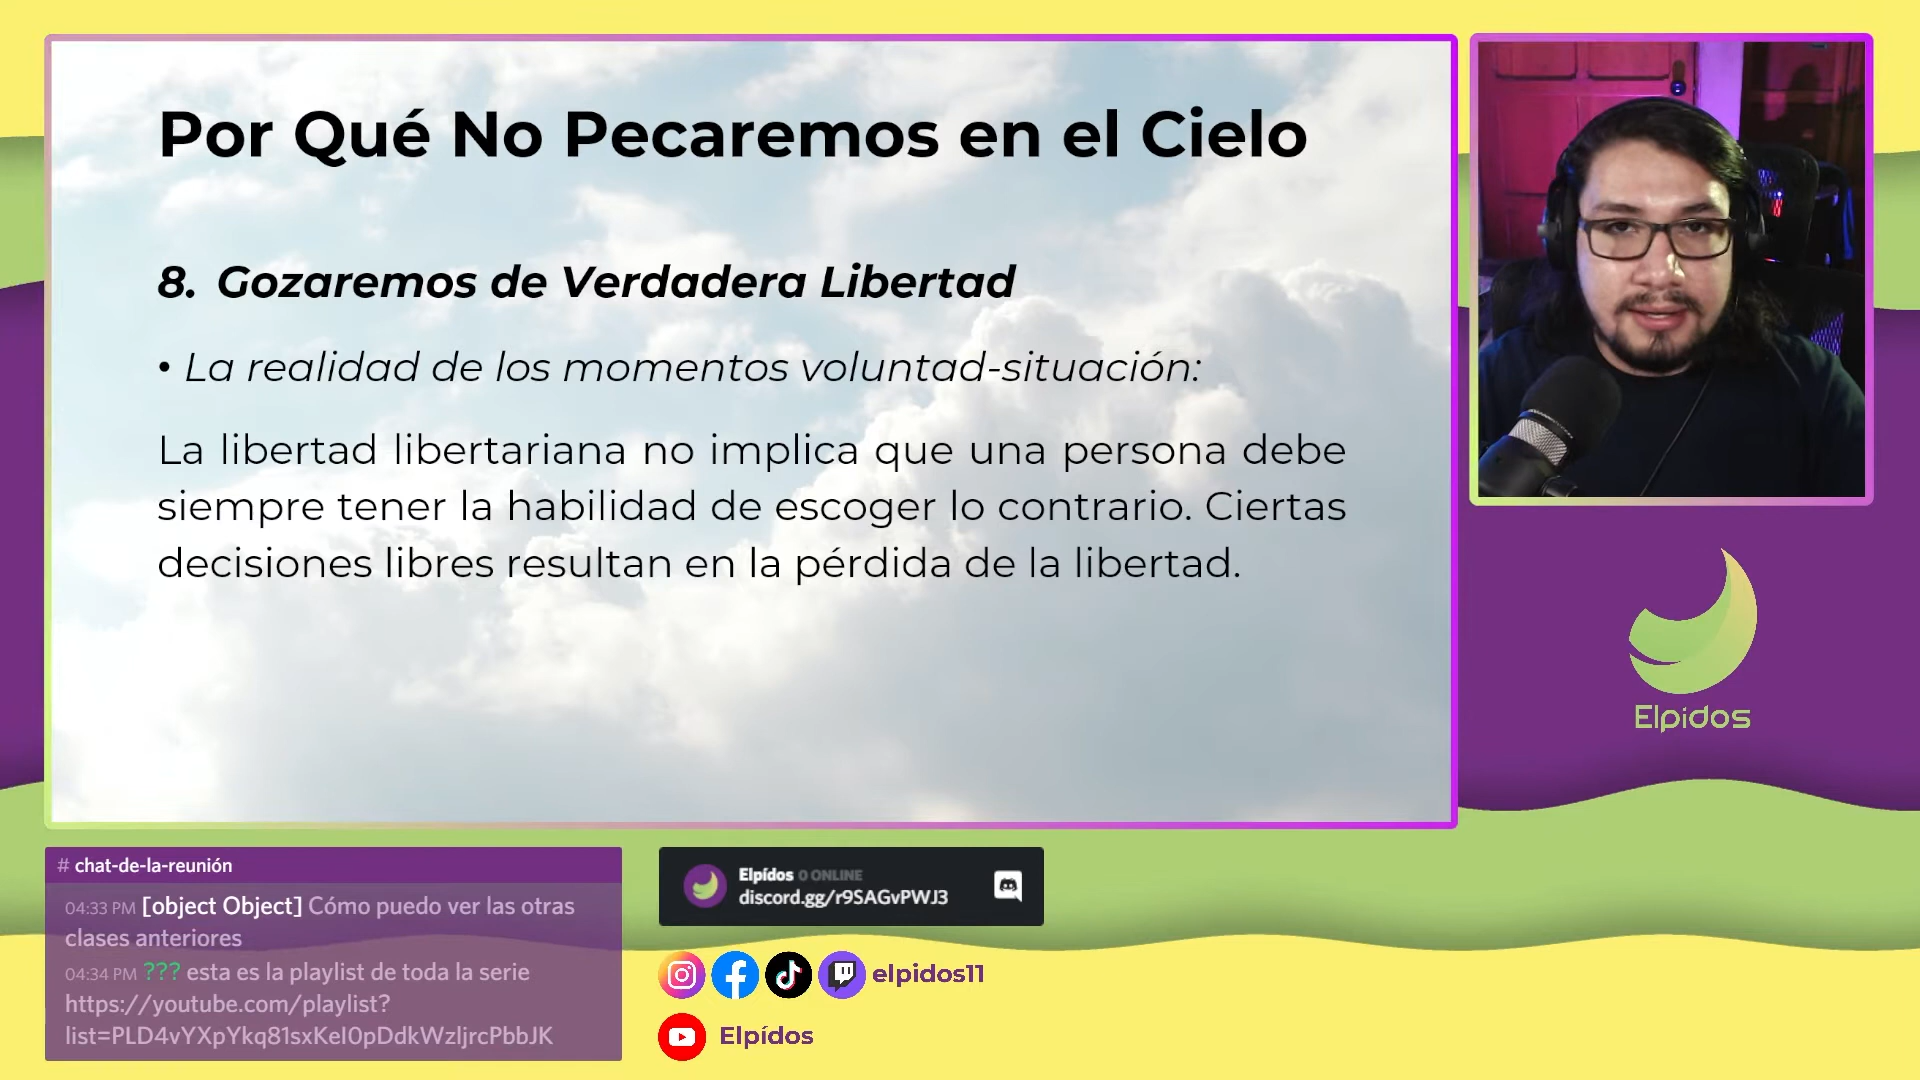 Por Qué No Pecaremos en el Cielo
8. Gozaremos de Verdadera Libertad
• La realidad de los momentos voluntad-situación:
La libertad libertariana no implica que una persona debe
siempre tener la habilidad de escoger lo contrario. Ciertas
decisiones libres resultan en la pérdida de la libertad.
Elpidos
# chat-de-la-reunión
04:33 PM [object Object] Cómo puedo ver las otras
clases anteriores
04:34 PM ??? esta es la playlist de toda la serie
https://youtube.com/playlist?
list=PLD4vYXpYkq81sxKeI0pDdkWzljrcPbbJK
Elpídos 0 ONLINE
discord.gg/r9SAGvPWJ3
elpidos11
Elpídos